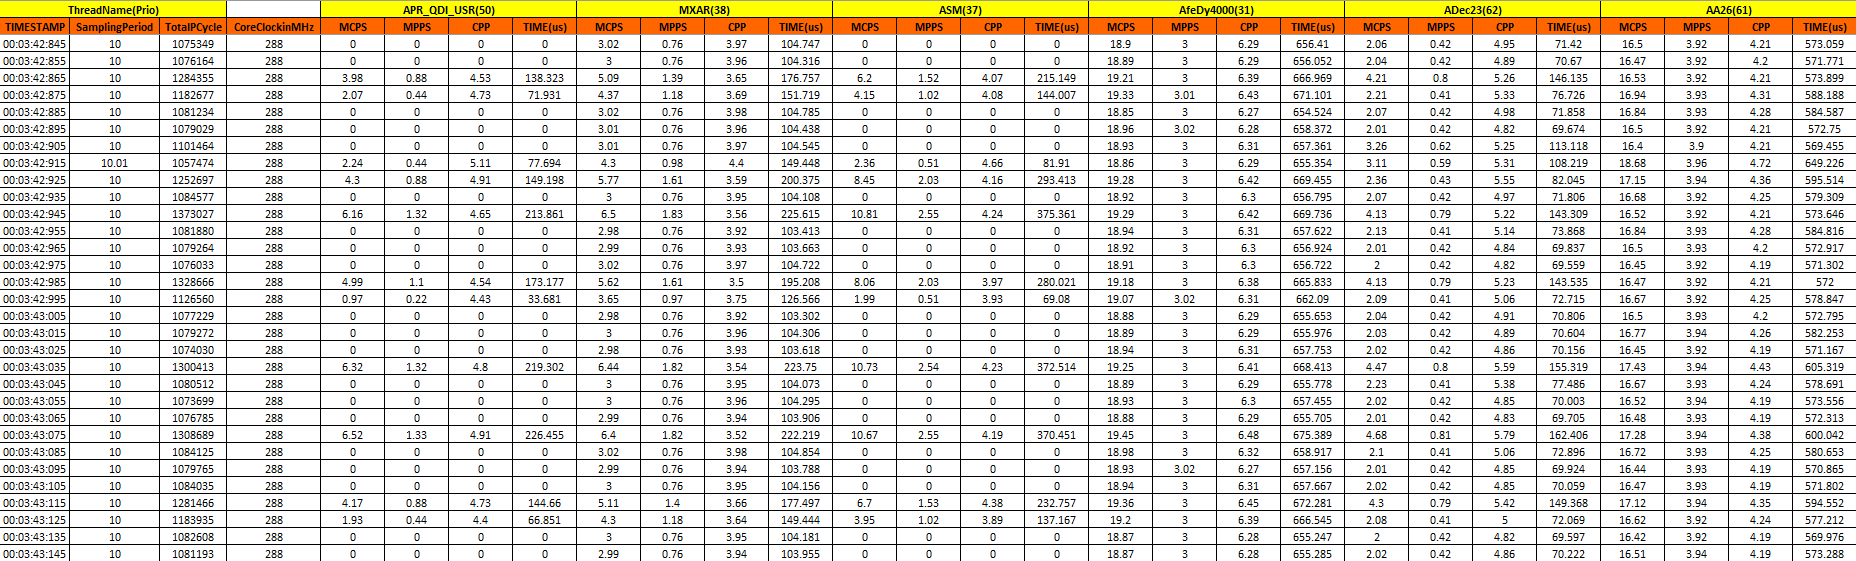 ThreadName(Prio) APR_QDI_USR(50) MXAR(38) ASM(37) AfeDy4000(31) ADec23(62) AA26(61)
TIMESTAMP SamplingPeriod TotalPCycle CoreClockinMHz MCPS MPPS CPP TIME(us) MCPS MPPS CPP TIME(us) MCPS MPPS CPP TIME(us) MCPS MPPS CPP TIME(us) MCPS MPPS CPP TIME(us) MCPS MPPS CPP TIME(us)
00:03:42:845 10 1075349 288 0 0 0 0 3.02 0.76 3.97 104.747 0 0 0 0 18.9 3 6.29 656.41 2.06 0.42 4.95 71.42 16.5 3.92 4.21 573.059
00:03:42:855 10 1076164 288 0 0 0 0 3 0.76 3.96 104.316 0 0 0 0 18.89 3 6.29 656.052 2.04 0.42 4.89 70.67 16.47 3.92 4.2 571.771
00:03:42:865 10 1284355 288 3.98 0.88 4.53 138.323 5.09 1.39 3.65 176.757 6.2 1.52 4.07 215.149 19.21 3 6.39 666.969 4.21 0.8 5.26 146.135 16.53 3.92 4.21 573.899
00:03:42:875 10 1182677 288 2.07 0.44 4.73 71.931 4.37 1.18 3.69 151.719 4.15 1.02 4.08 144.007 19.33 3.01 6.43 671.101 2.21 0.41 5.33 76.726 16.94 3.93 4.31 588.188
00:03:42:885 10 1081234 288 0 0 0 0 3.02 0.76 3.98 104.785 0 0 0 0 18.85 3 6.27 654.524 2.07 0.42 4.98 71.858 16.84 3.93 4.28 584.587
00:03:42:895 10 1079029 288 0 0 0 0 3.01 0.76 3.96 104.438 0 0 0 0 18.96 3.02 6.28 658.372 2.01 0.42 4.82 69.674 16.5 3.92 4.21 572.75
00:03:42:905 10 1101464 288 0 0 0 0 3.01 0.76 3.97 104.545 0 0 0 0 18.93 3 6.31 657.361 3.26 0.62 5.25 113.118 16.4 3.9 4.21 569.455
00:03:42:915 10.01 1057474 288 2.24 0.44 5.11 77.694 4.3 0.98 4.4 149.448 2.36 0.51 4.66 81.91 18.86 3 6.29 655.354 3.11 0.59 5.31 108.219 18.68 3.96 4.72 649.226
00:03:42:925 10 1252697 288 4.3 0.88 4.91 149.198 5.77 1.61 3.59 200.375 8.45 2.03 4.16 293.413 19.28 3 6.42 669.455 2.36 0.43 5.55 82.045 17.15 3.94 4.36 595.514
00:03:42:935 10 1084577 288 0 0 0 0 3 0.76 3.95 104.108 0 0 0 0 18.92 3 6.3 656.795 2.07 0.42 4.97 71.806 16.68 3.92 4.25 579.309
00:03:42:945 10 1373027 288 6.16 1.32 4.65 213.861 6.5 1.83 3.56 225.615 10.81 2.55 4.24 375.361 19.29 3 6.42 669.736 4.13 0.79 5.22 143.309 16.52 3.92 4.21 573.646
00:03:42:955 10 1081880 288 0 0 0 0 2.98 0.76 3.92 103.413 0 0 0 0 18.94 3 6.31 657.622 2.13 0.41 5.14 73.868 16.84 3.93 4.28 584.816
00:03:42:965 10 1079264 288 0 0 0 0 2.99 0.76 3.93 103.663 0 0 0 0 18.92 3 6.3 656.924 2.01 0.42 4.84 69.837 16.5 3.93 4.2 572.917
00:03:42:975 10 1076033 288 0 0 0 0 3.02 0.76 3.97 104.722 0 0 0 0 18.91 3 6.3 656.722 2 0.42 4.82 69.559 16.45 3.92 4.19 571.302
00:03:42:985 10 1328666 288 4.99 1.1 4.54 173.177 5.62 1.61 3.5 195.208 8.06 2.03 3.97 280.021 19.18 3 6.38 665.833 4.13 0.79 5.23 143.535 16.47 3.92 4.21 572
00:03:42:995 10 1126560 288 0.97 0.22 4.43 33.681 3.65 0.97 3.75 126.566 1.99 0.51 3.93 69.08 19.07 3.02 6.31 662.09 2.09 0.41 5.06 72.715 16.67 3.92 4.25 578.847
00:03:43:005 10 1077229 288 0 0 0 0 2.98 0.76 3.92 103.302 0 0 0 0 18.88 3 6.29 655.653 2.04 0.42 4.91 70.806 16.5 3.93 4.2 572.795
00:03:43:015 10 1079272 288 0 0 0 0 3 0.76 3.96 104.306 0 0 0 0 18.89 3 6.29 655.976 2.03 0.42 4.89 70.604 16.77 3.94 4.26 582.253
00:03:43:025 10 1074030 288 0 0 0 0 2.98 0.76 3.93 103.618 0 0 0 0 18.94 3 6.31 657.753 2.02 0.42 4.86 70.156 16.45 3.92 4.19 571.167
00:03:43:035 10 1300413 288 6.32 1.32 4.8 219.302 6.44 1.82 3.54 223.75 10.73 2.54 4.23 372.514 19.25 3 6.41 668.413 4.47 0.8 5.59 155.319 17.43 3.94 4.43 605.319
00:03:43:045 10 1080512 288 0 0 0 0 3 0.76 3.95 104.073 0 0 0 0 18.89 3 6.29 655.778 2.23 0.41 5.38 77.486 16.67 3.93 4.24 578.691
00:03:43:055 10 1073699 288 0 0 0 0 3 0.76 3.96 104.295 0 0 0 0 18.93 3 6.3 657.455 2.02 0.42 4.85 70.003 16.52 3.94 4.19 573.556
00:03:43:065 10 1076785 288 0 0 0 0 2.99 0.76 3.94 103.906 0 0 0 0 18.88 3 6.29 655.705 2.01 0.42 4.83 69.705 16.48 3.93 4.19 572.313
00:03:43:075 10 1308689 288 6.52 1.33 4.91 226.455 6.4 1.82 3.52 222.219 10.67 2.55 4.19 370.451 19.45 3 6.48 675.389 4.68 0.81 5.79 162.406 17.28 3.94 4.38 600.042
00:03:43:085 10 1084125 288 0 0 0 0 3.02 0.76 3.98 104.854 0 0 0 0 18.98 3 6.32 658.917 2.1 0.41 5.06 72.896 16.72 3.93 4.25 580.653
00:03:43:095 10 1079765 288 0 0 0 0 2.99 0.76 3.94 103.788 0 0 0 0 18.93 3.02 6.27 657.156 2.01 0.42 4.85 69.924 16.44 3.93 4.19 570.865
00:03:43:105 10 1084035 288 0 0 0 0 3 0.76 3.95 104.156 0 0 0 0 18.94 3 6.31 657.667 2.02 0.42 4.85 70.059 16.47 3.93 4.19 571.802
00:03:43:115 10 1281466 288 4.17 0.88 4.73 144.66 5.11 1.4 3.66 177.497 6.7 1.53 4.38 232.757 19.36 3 6.45 672.281 4.3 0.79 5.42 149.368 17.12 3.94 4.35 594.552
00:03:43:125 10 1183935 288 1.93 0.44 4.4 66.851 4.3 1.18 3.64 149.444 3.95 1.02 3.89 137.167 19.2 3 6.39 666.545 2.08 0.41 5 72.069 16.62 3.92 4.24 577.212
00:03:43:135 10 1082608 288 0 0 0 0 3 0.76 3.95 104.181 0 0 0 0 18.87 3 6.28 655.247 2 0.42 4.82 69.597 16.42 3.92 4.19 569.976
00:03:43:145 10 1081193 288 0 0 0 0 2.99 0.76 3.94 103.955 0 0 0 0 18.87 3 6.28 655.285 2.02 0.42 4.86 70.222 16.51 3.94 4.19 573.288